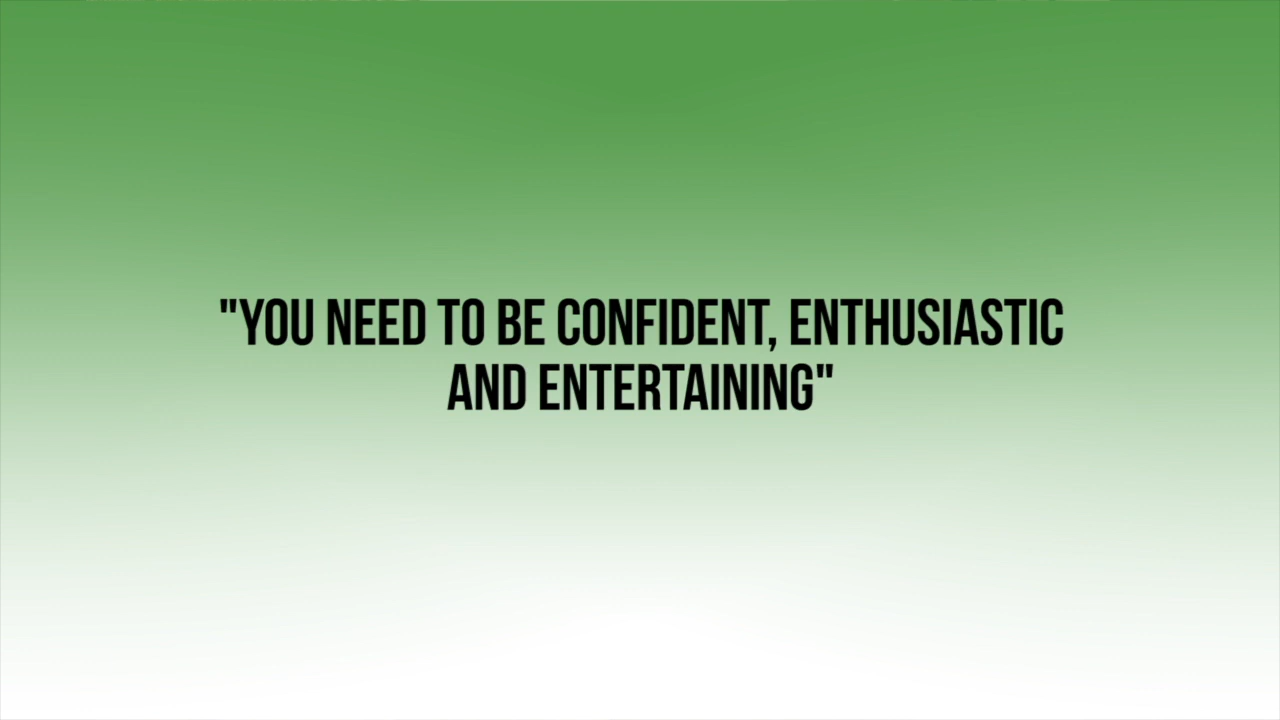 "YOU NEED TO BE CONFIDENT, ENTHUSIASTIC
AND ENTERTAINING"